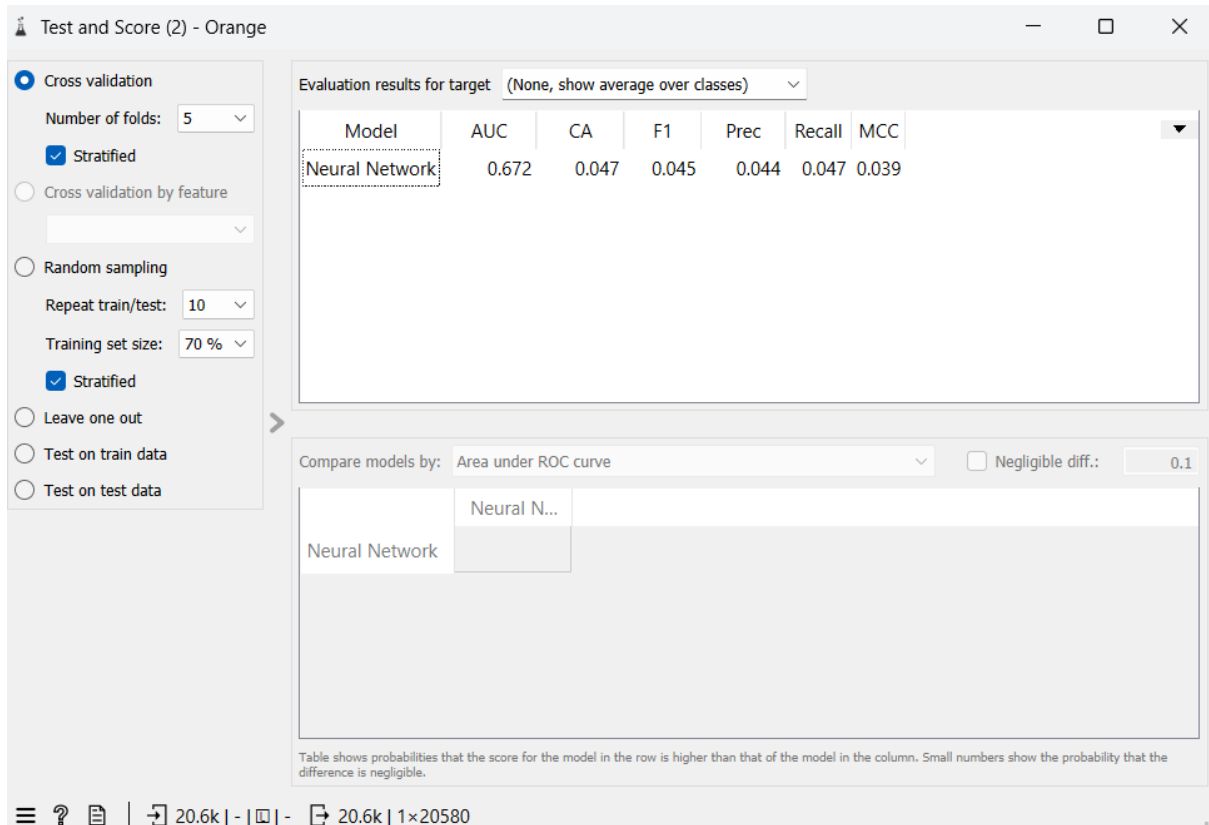 Test and Score (2) - Orange
Cross validation
Number of folds: 5
Stratified
Cross validation by feature
Random sampling
Repeat train/test: 10
Training set size: 70 %
Stratified
Leave one out
Test on train data
Test on test data
Evaluation results for target (None, show average over classes)
Model AUC CA F1 Prec Recall MCC
Neural Network 0.672 0.047 0.045 0.044 0.047 0.039
Compare models by: Area under ROC curve Negligible diff.: 0.1
Neural N...
Neural Network
Table shows probabilities that the score for the model in the row is higher than that of the model in the column. Small numbers show the probability that the
difference is negligible.
20.6k | - | - 20.6k | 1×20580